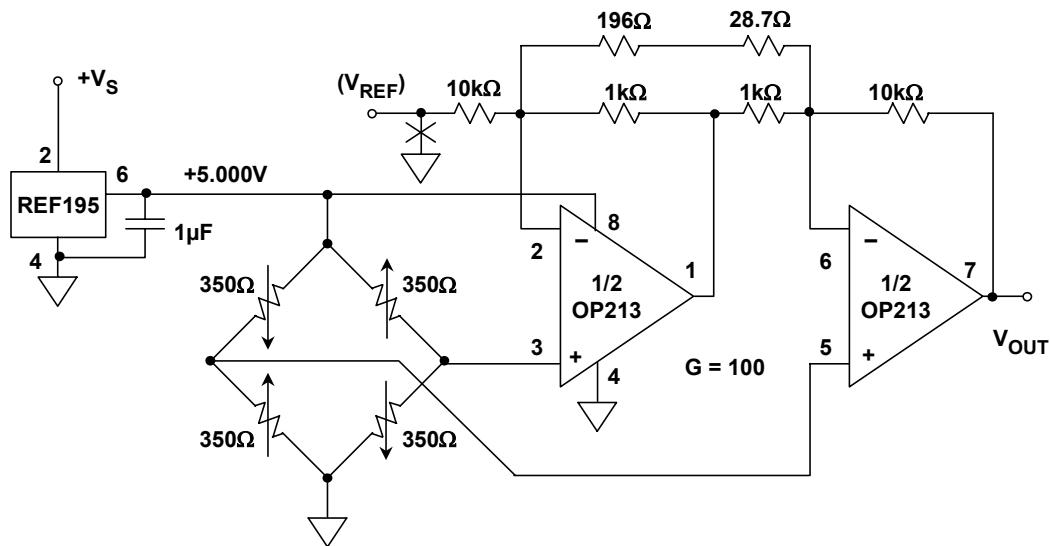 196Ω
28.7Ω
+V_S
(V_REF)
10kΩ
1kΩ
1kΩ
10kΩ
2
6
+5.000V
REF195
1µF
4
8
2
−
6
−
350Ω
350Ω
1/2
OP213
1
1/2
OP213
7
3
+
4
G = 100
5
+
V_OUT
350Ω
350Ω